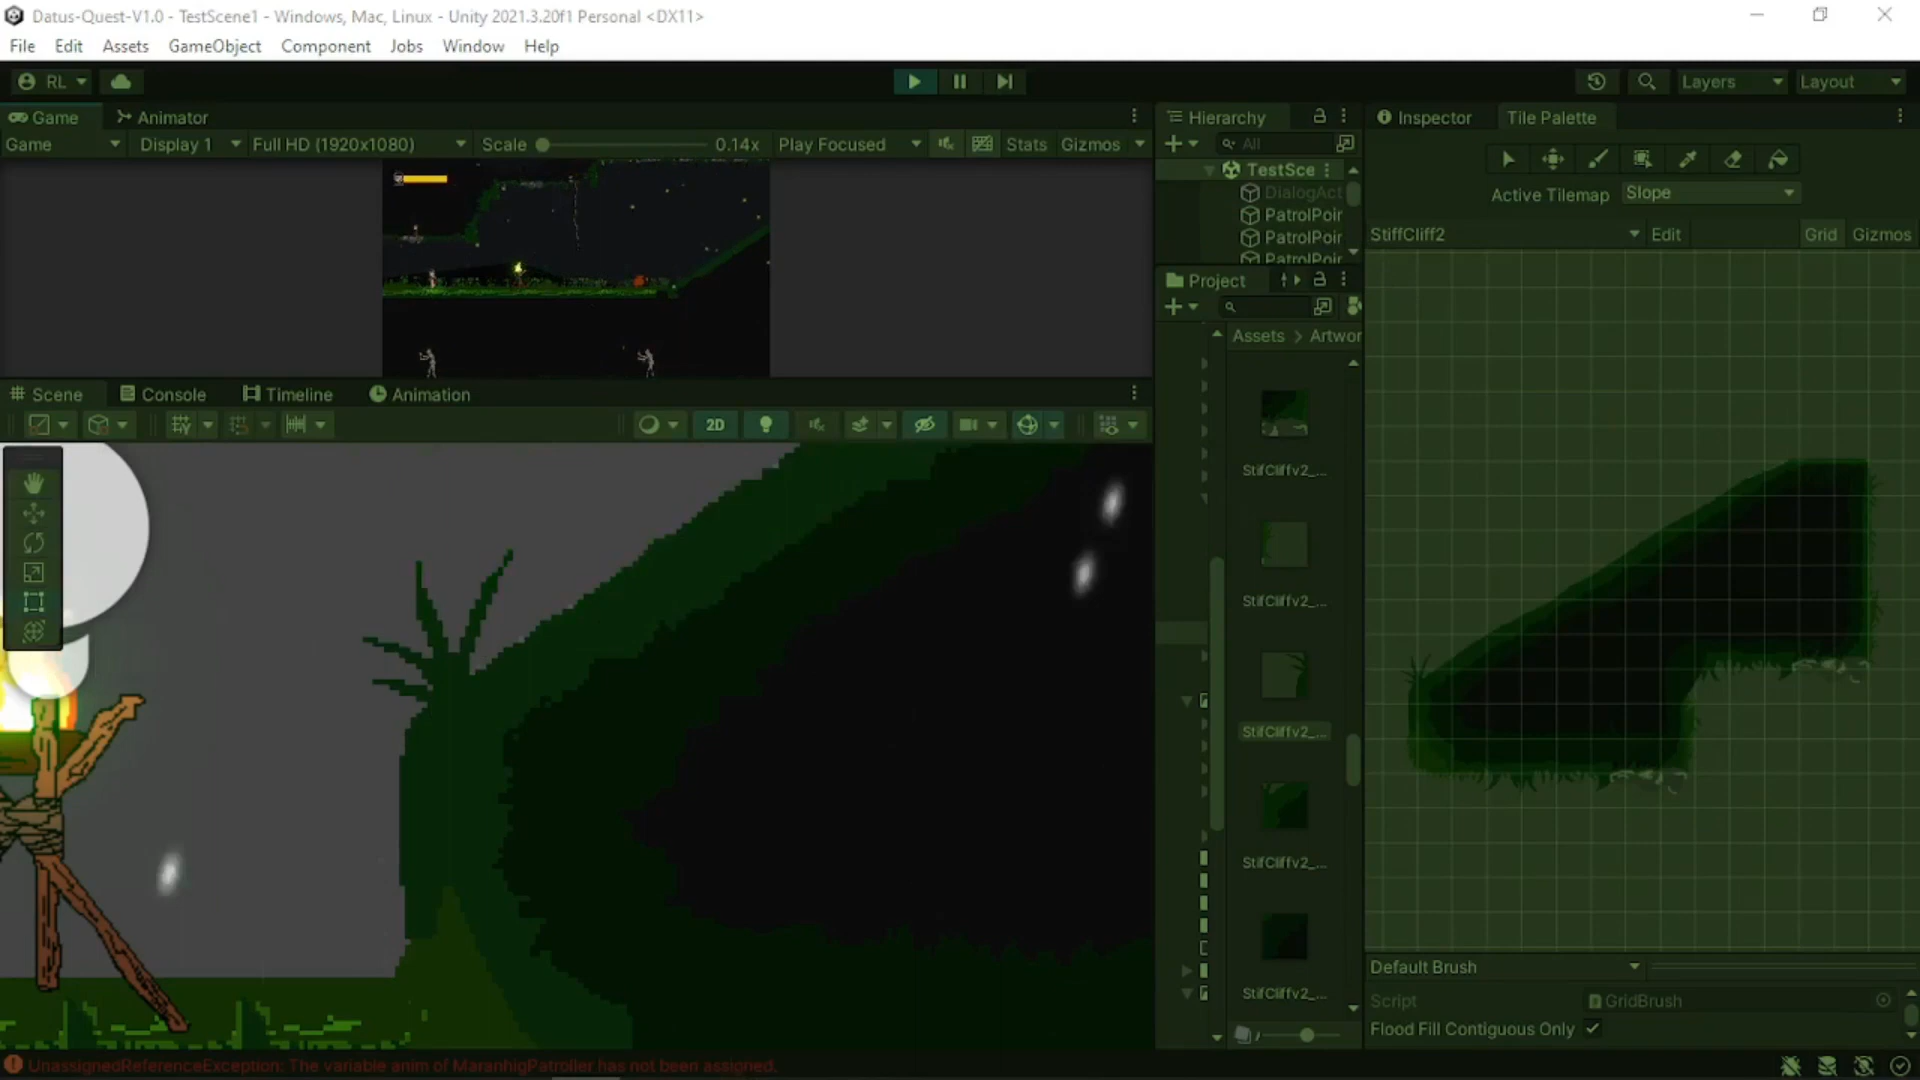 Datus-Quest-V1.0 - TestScene1 - Windows, Mac, Linux - Unity 2021.3.20f1 Personal <DX11>
File Edit Assets GameObject Component Jobs Window Help
RL Layers Layout
Game Animator
Game Display 1 Full HD (1920x1080) Scale 0.14x Play Focused Stats Gizmos
Hierarchy
All
TestSce
DialogAct
PatrolPoir
PatrolPoir
PatrolPoir
Project
Assets > Artwor
StifCliffv2_...
StifCliffv2_...
StifCliffv2_...
StifCliffv2_...
StifCliffv2_...
Inspector Tile Palette
Active Tilemap Slope
StiffCliff2 Edit Grid Gizmos
Default Brush
Script GridBrush
Flood Fill Contiguous Only
Scene Console Timeline Animation
2D
UnassignedReferenceException: The variable anim of MaranhigPatroller has not been assigned.